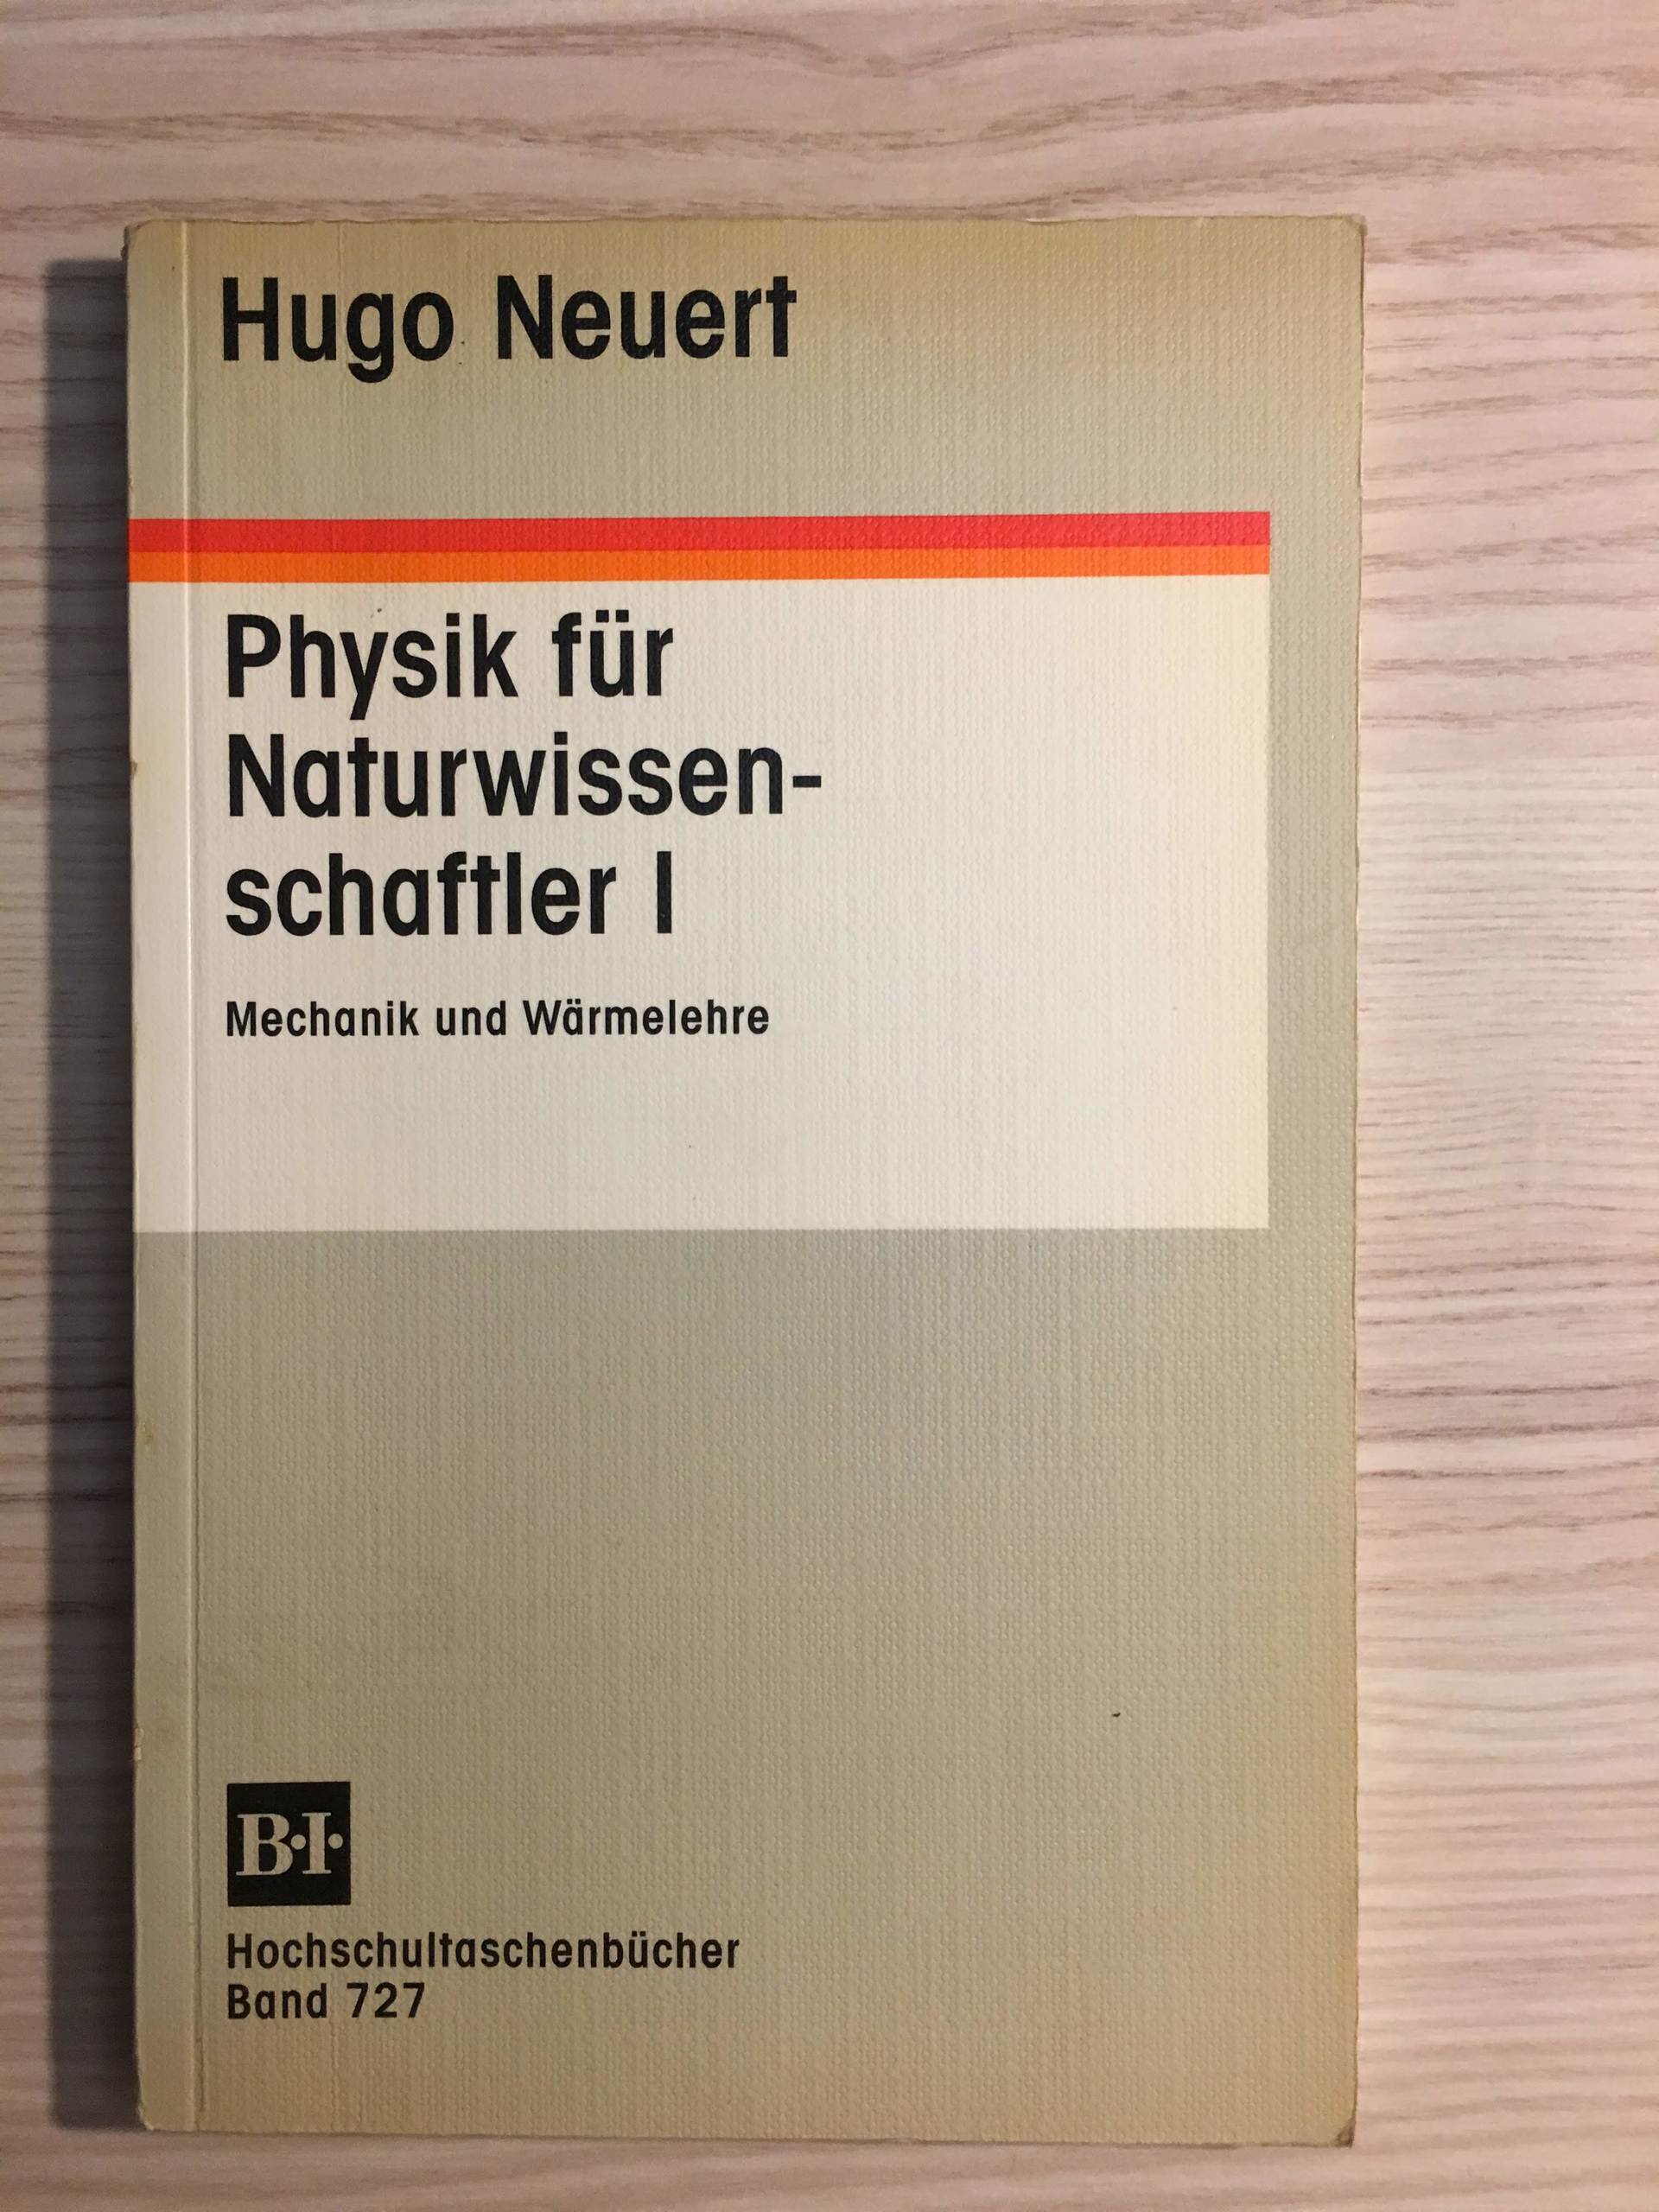 Hugo Neuert
Physik für
Naturwissen-
schaftler I
Mechanik und Wärmelehre
B·I·
Hochschultaschenbücher
Band 727